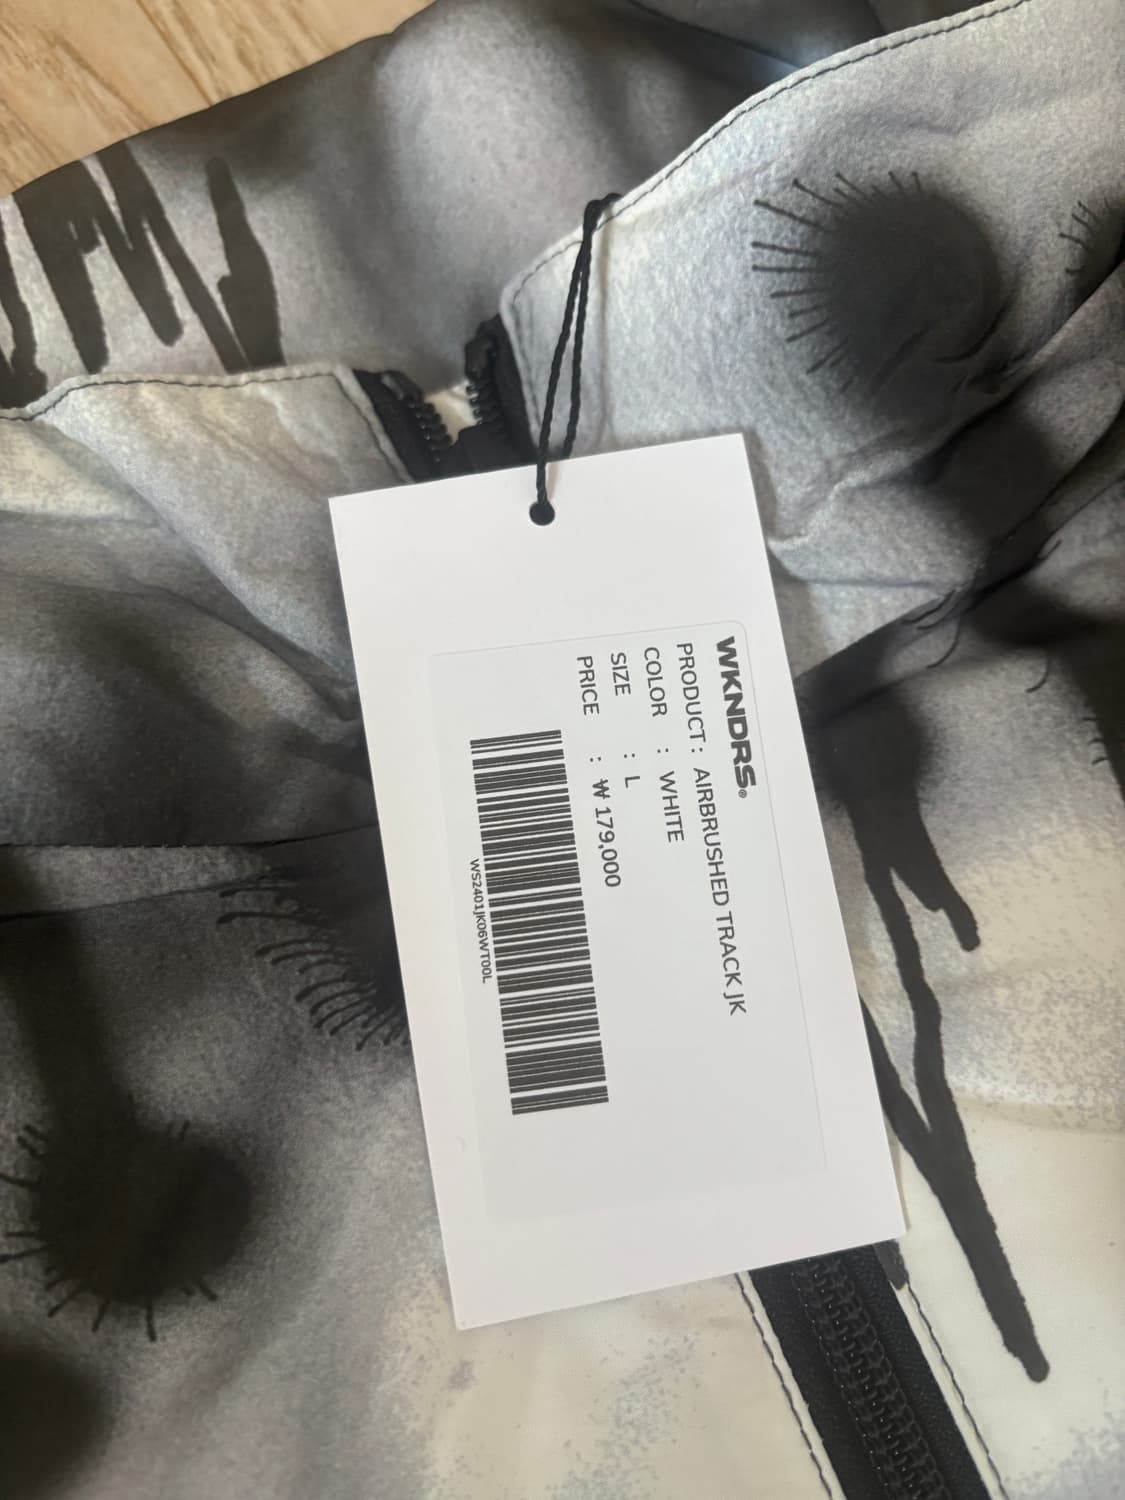 WKNDRS®
PRODUCT : AIRBRUSHED TRACK JK
COLOR : WHITE
SIZE : L
PRICE : ₩ 179,000
WS2401JK06WT00L